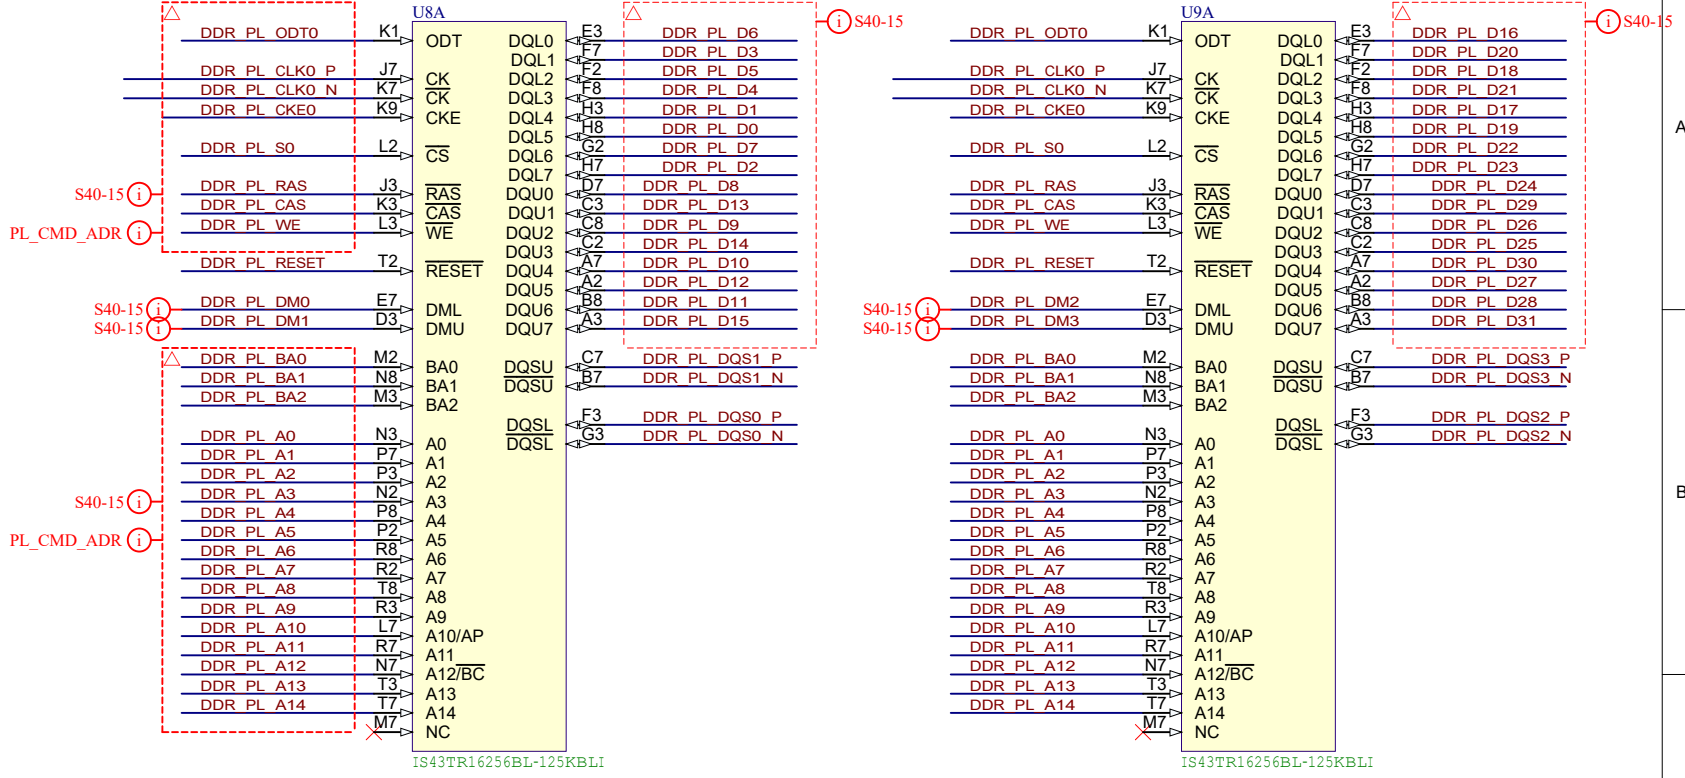 U8A
S40-15
DDR_PL_ODT0 K1 ODT DQL0 E3 DDR_PL_D6
DQL1 F7 DDR_PL_D3
DDR_PL_CLK0_P J7 CK DQL2 F2 DDR_PL_D5
DDR_PL_CLK0_N K7 CK DQL3 F8 DDR_PL_D4
DDR_PL_CKE0 K9 CKE DQL4 H3 DDR_PL_D1
DQL5 H8 DDR_PL_D0
DDR_PL_S0 L2 CS DQL6 G2 DDR_PL_D7
DQL7 H7 DDR_PL_D2
S40-15 i DDR_PL_RAS J3 RAS DQU0 D7 DDR_PL_D8
DDR_PL_CAS K3 CAS DQU1 C3 DDR_PL_D13
PL_CMD_ADR i DDR_PL_WE L3 WE DQU2 C8 DDR_PL_D9
DQU3 C2 DDR_PL_D14
DDR_PL_RESET T2 RESET DQU4 A7 DDR_PL_D10
DQU5 A2 DDR_PL_D12
S40-15 i DDR_PL_DM0 E7 DML DQU6 B8 DDR_PL_D11
S40-15 i DDR_PL_DM1 D3 DMU DQU7 A3 DDR_PL_D15
DDR_PL_BA0 M2 BA0 DQSU C7 DDR_PL_DQS1_P
DDR_PL_BA1 N8 BA1 DQSU B7 DDR_PL_DQS1_N
DDR_PL_BA2 M3 BA2
DQSL F3 DDR_PL_DQS0_P
DDR_PL_A0 N3 A0 DQSL G3 DDR_PL_DQS0_N
DDR_PL_A1 P7 A1
DDR_PL_A2 P3 A2
S40-15 i DDR_PL_A3 N2 A3
DDR_PL_A4 P8 A4
PL_CMD_ADR i DDR_PL_A5 P2 A5
DDR_PL_A6 R8 A6
DDR_PL_A7 R2 A7
DDR_PL_A8 T8 A8
DDR_PL_A9 R3 A9
DDR_PL_A10 L7 A10/AP
DDR_PL_A11 R7 A11
DDR_PL_A12 N7 A12/BC
DDR_PL_A13 T3 A13
DDR_PL_A14 T7 A14
M7 NC
IS43TR16256BL-125KBLI
U9A
i S40-15
DDR_PL_ODT0 K1 ODT DQL0 E3 DDR_PL_D16
DQL1 F7 DDR_PL_D20
DDR_PL_CLK0_P J7 CK DQL2 F2 DDR_PL_D18
DDR_PL_CLK0_N K7 CK DQL3 F8 DDR_PL_D21
DDR_PL_CKE0 K9 CKE DQL4 H3 DDR_PL_D17
DQL5 H8 DDR_PL_D19
DDR_PL_S0 L2 CS DQL6 G2 DDR_PL_D22
DQL7 H7 DDR_PL_D23
DDR_PL_RAS J3 RAS DQU0 D7 DDR_PL_D24
DDR_PL_CAS K3 CAS DQU1 C3 DDR_PL_D29
DDR_PL_WE L3 WE DQU2 C8 DDR_PL_D26
DQU3 C2 DDR_PL_D25
DDR_PL_RESET T2 RESET DQU4 A7 DDR_PL_D30
DQU5 A2 DDR_PL_D27
S40-15 i DDR_PL_DM2 E7 DML DQU6 B8 DDR_PL_D28
S40-15 i DDR_PL_DM3 D3 DMU DQU7 A3 DDR_PL_D31
DDR_PL_BA0 M2 BA0 DQSU C7 DDR_PL_DQS3_P
DDR_PL_BA1 N8 BA1 DQSU B7 DDR_PL_DQS3_N
DDR_PL_BA2 M3 BA2
DQSL F3 DDR_PL_DQS2_P
DDR_PL_A0 N3 A0 DQSL G3 DDR_PL_DQS2_N
DDR_PL_A1 P7 A1
DDR_PL_A2 P3 A2
DDR_PL_A3 N2 A3
DDR_PL_A4 P8 A4
DDR_PL_A5 P2 A5
DDR_PL_A6 R8 A6
DDR_PL_A7 R2 A7
DDR_PL_A8 T8 A8
DDR_PL_A9 R3 A9
DDR_PL_A10 L7 A10/AP
DDR_PL_A11 R7 A11
DDR_PL_A12 N7 A12/BC
DDR_PL_A13 T3 A13
DDR_PL_A14 T7 A14
M7 NC
IS43TR16256BL-125KBLI
A
B